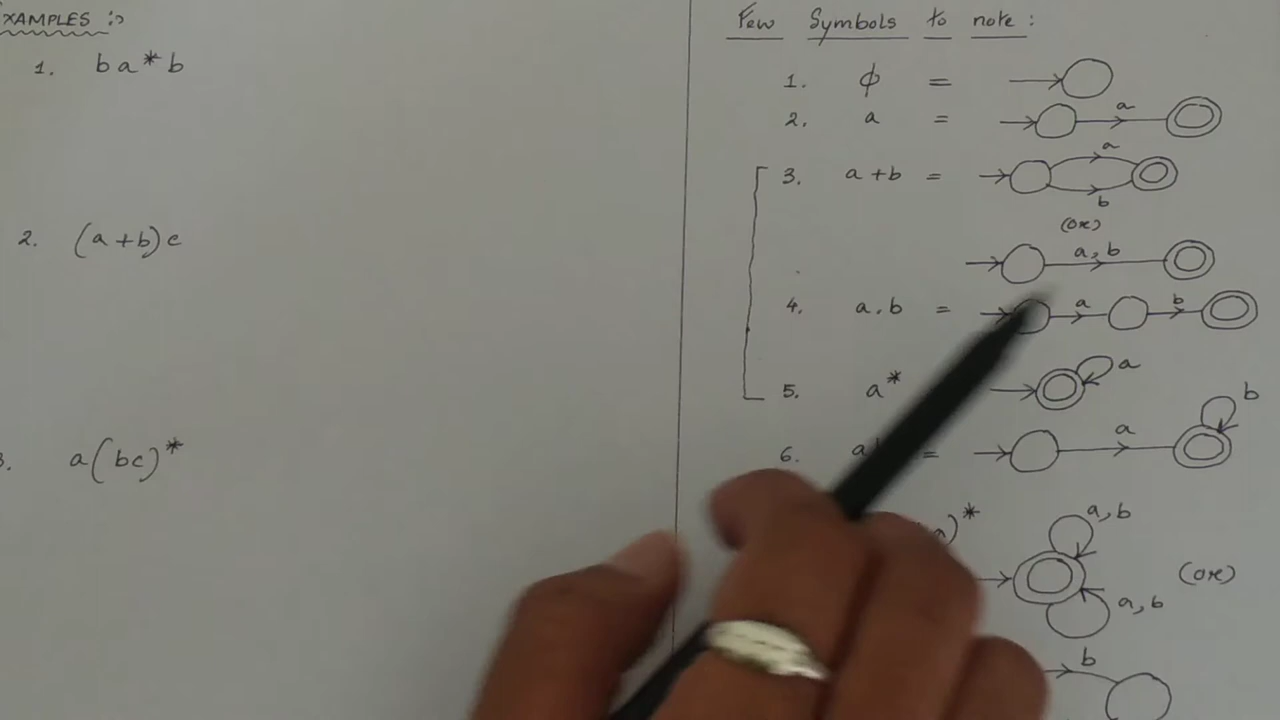 XAMPLES :>
1. ba*b
2. (a+b)c
3. a(bc)*
Few Symbols to note :
1. ϕ =
2. a = a
3. a+b = a
b
(or)
a, b
4. a.b = a b
5. a* a
6. = a b
)* a, b (or)
a, b
b